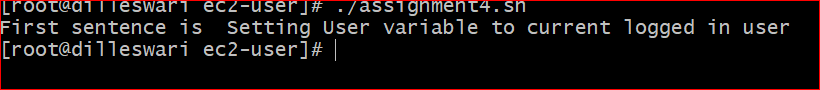 [root@dilleswari ec2-user]# ./assignment4.sh
First sentence is  Setting User variable to current logged in user
[root@dilleswari ec2-user]#